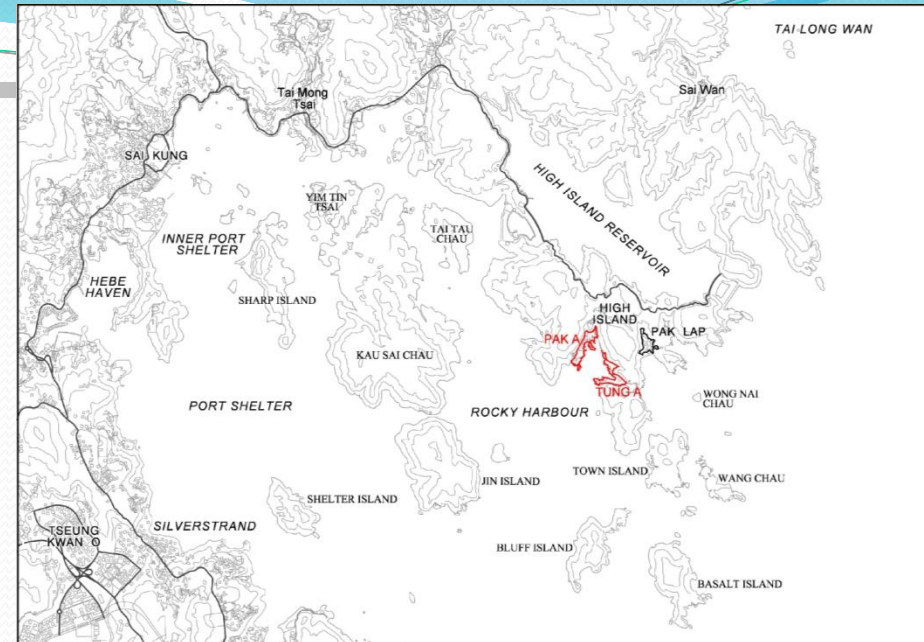 TAI LONG WAN
Tai Mong
Tsai
Sai Wan
SAI KUNG
HIGH ISLAND RESERVOIR
YIM TIN
TSAI
INNER PORT
SHELTER
TAI TAU
CHAU
HEBE
HAVEN
SHARP ISLAND
HIGH
ISLAND
PAK A
PAK LAP
KAU SAI CHAU
TUNG A
WONG NAI
CHAU
PORT SHELTER
ROCKY HARBOUR
TOWN ISLAND
WANG CHAU
JIN ISLAND
SHELTER ISLAND
SILVERSTRAND
TSEUNG
KWAN O
BLUFF ISLAND
BASALT ISLAND